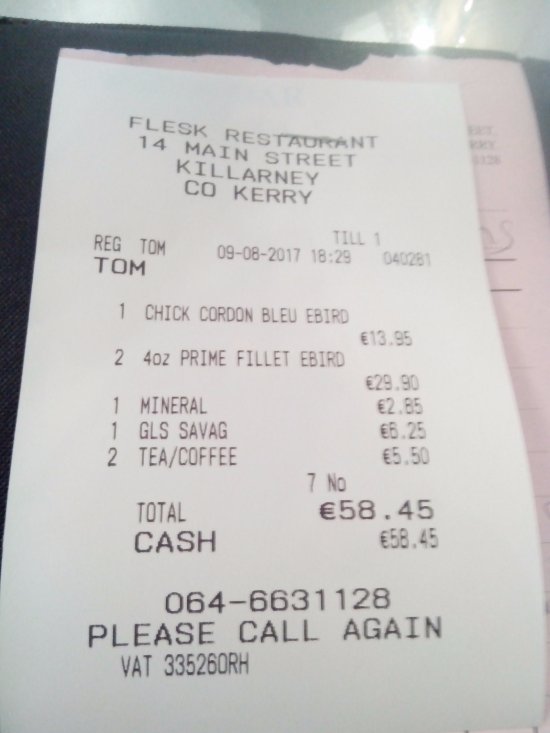 FLESK RESTAURANT
14 MAIN STREET
KILLARNEY
CO KERRY
TILL 1
REG TOM 09-08-2017 18:29 040281
TOM
1 CHICK CORDON BLEU EBIRD
€13.95
2 4oz PRIME FILLET EBIRD
€29.90
1 MINERAL €2.85
1 GLS SAVAG €6.25
2 TEA/COFFEE €5.50
7 No
TOTAL €58.45
CASH €58.45
064-6631128
PLEASE CALL AGAIN
VAT 335260RH